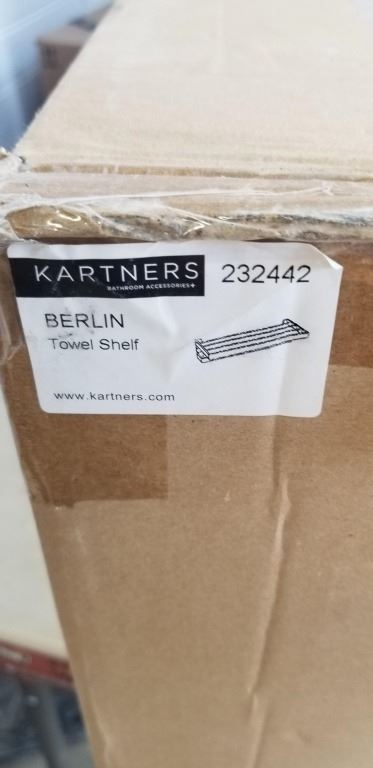 KARTNERS 232442
BATHROOM ACCESSORIES+
BERLIN
Towel Shelf
www.kartners.com